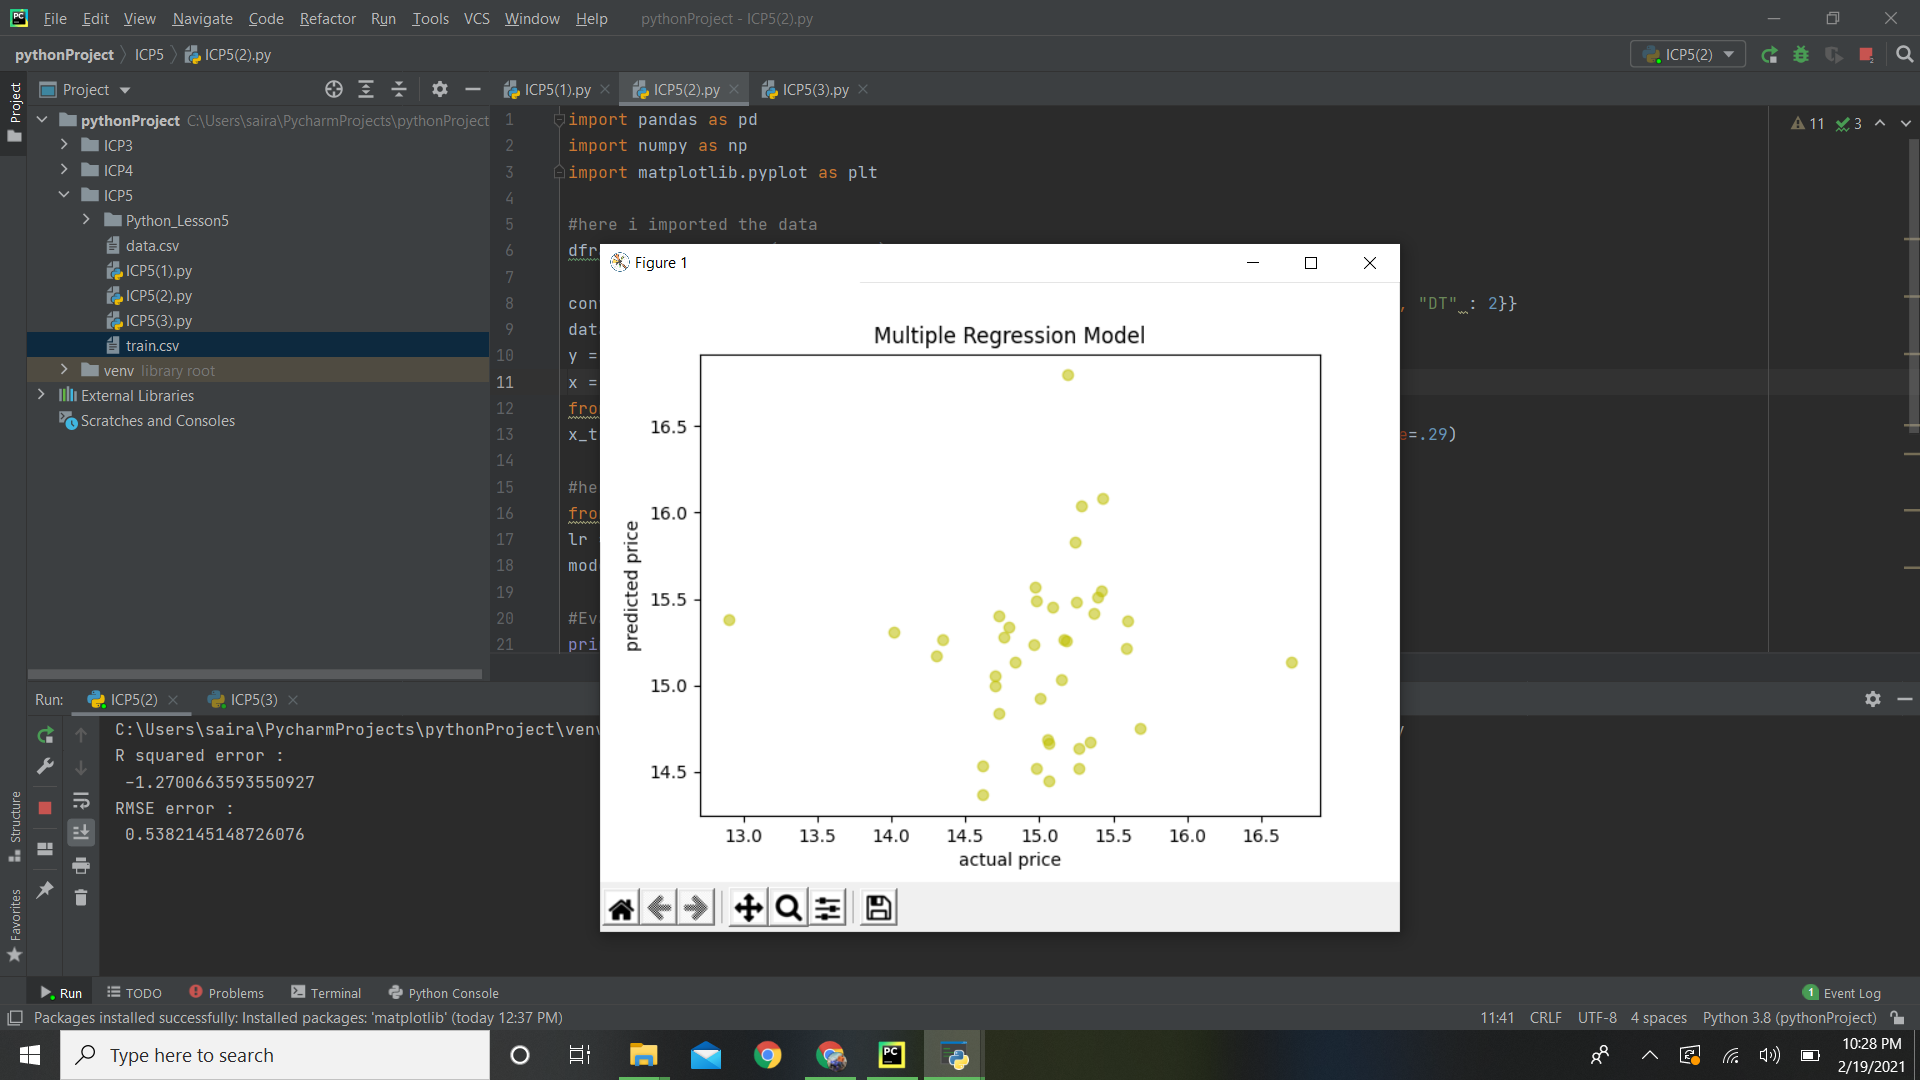 File Edit View Navigate Code Refactor Run Tools VCS Window Help pythonProject - ICP5(2).py
pythonProject ICP5 ICP5(2).py
ICP5(2)
Project
ICP5(1).py ICP5(2).py ICP5(3).py
Project
pythonProject C:\Users\saira\PycharmProjects\pythonProject
ICP3
ICP4
ICP5
Python_Lesson5
data.csv
ICP5(1).py
ICP5(2).py
ICP5(3).py
train.csv
venv library root
External Libraries
Scratches and Consoles
11 3
1 import pandas as pd
2 import numpy as np
3 import matplotlib.pyplot as plt
4
5 #here i imported the data
6 dfr
7
8 con , "DT" : 2}}
9 dat
10 y =
11 x =
12 fro
13 x_t e=.29)
14
15 #he
16 fro
17 lr
18 mod
19
20 #Ev
21 pri
Figure 1
Multiple Regression Model
predicted price
16.5
16.0
15.5
15.0
14.5
13.0 13.5 14.0 14.5 15.0 15.5 16.0 16.5
actual price
Run: ICP5(2) ICP5(3)
C:\Users\saira\PycharmProjects\pythonProject\ven
R squared error :
-1.2700663593550927
RMSE error :
0.5382145148726076
Structure
Favorites
Run TODO Problems Terminal Python Console
1 Event Log
Packages installed successfully: Installed packages: 'matplotlib' (today 12:37 PM)
11:41 CRLF UTF-8 4 spaces Python 3.8 (pythonProject)
Type here to search
PC
10:28 PM
2/19/2021